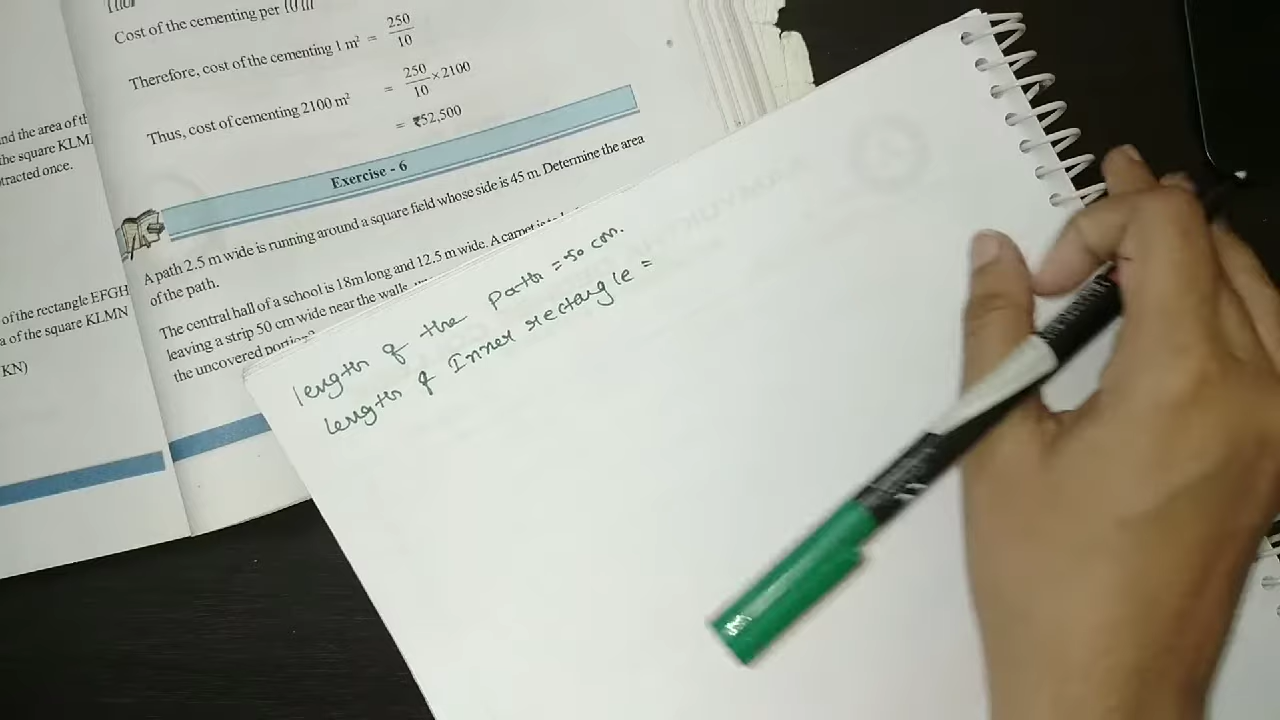 nd the area of th
he square KLM
tracted once.
of the rectangle EFGH
a of the square KLMN
KN)
Cost of the cementing per
Therefore, cost of the cementing 1 m² = 250/10
Thus, cost of cementing 2100 m² = 250/10 × 2100
= ₹52,500
Exercise - 6
A path 2.5 m wide is running around a square field whose side is 45 m. Determine the area
of the path.
The central hall of a school is 18m long and 12.5 m wide. A carpet is to
leaving a strip 50 cm wide near the walls
the uncovered portion
length of the Path = 50 cm.
length of Inner rectangle =